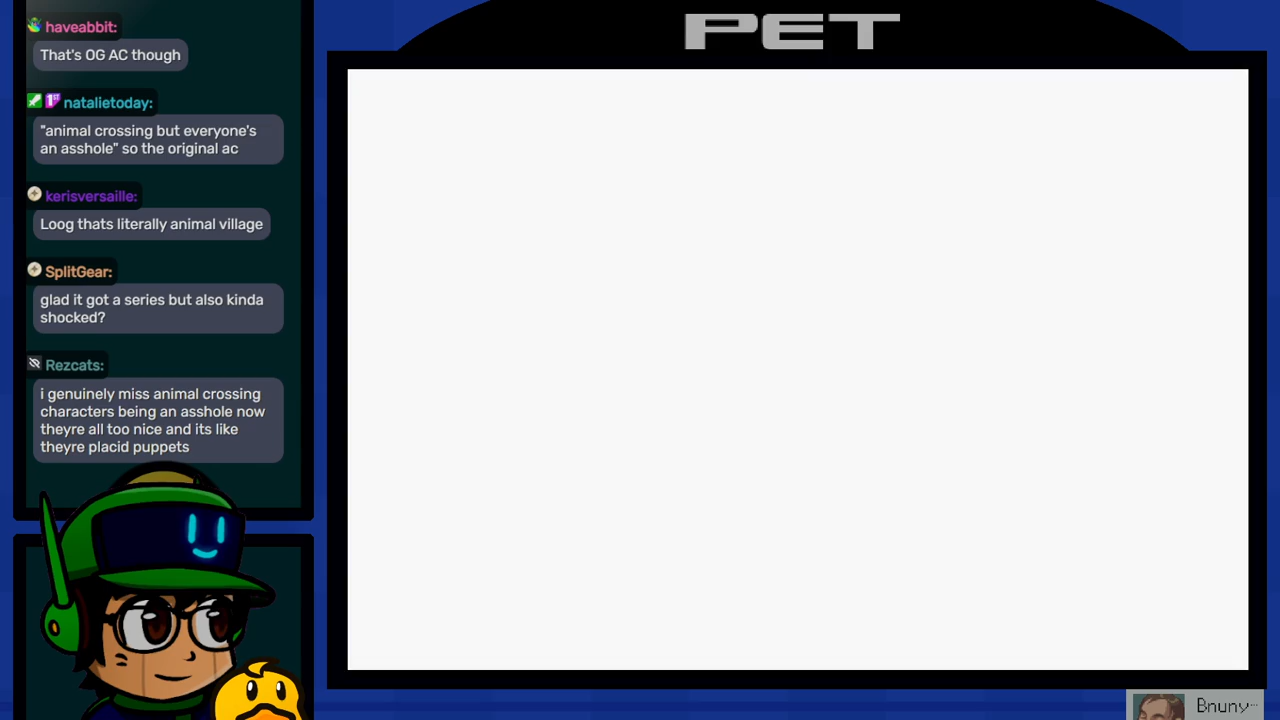 PET
haveabbit:
That's OG AC though
natalietoday:
"animal crossing but everyone's
an asshole" so the original ac
kerisversaille:
Loog thats literally animal village
SplitGear:
glad it got a series but also kinda
shocked?
Rezcats:
i genuinely miss animal crossing
characters being an asshole now
theyre all too nice and its like
theyre placid puppets
Bnuny…